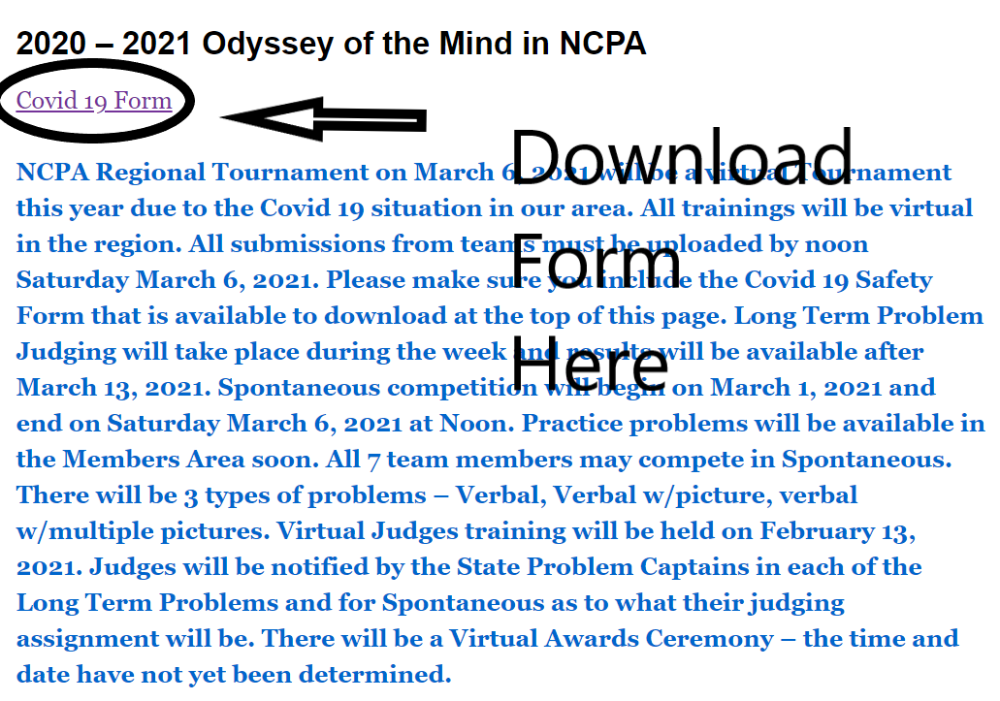 2020 – 2021 Odyssey of the Mind in NCPA
Covid 19 Form
Download
Form
Here
NCPA Regional Tournament on March 6, 2021 will be a virtual Tournament
this year due to the Covid 19 situation in our area. All trainings will be virtual
in the region. All submissions from teams must be uploaded by noon
Saturday March 6, 2021. Please make sure you include the Covid 19 Safety
Form that is available to download at the top of this page. Long Term Problem
Judging will take place during the week and results will be available after
March 13, 2021. Spontaneous competition will begin on March 1, 2021 and
end on Saturday March 6, 2021 at Noon. Practice problems will be available in
the Members Area soon. All 7 team members may compete in Spontaneous.
There will be 3 types of problems – Verbal, Verbal w/picture, verbal
w/multiple pictures. Virtual Judges training will be held on February 13,
2021. Judges will be notified by the State Problem Captains in each of the
Long Term Problems and for Spontaneous as to what their judging
assignment will be. There will be a Virtual Awards Ceremony – the time and
date have not yet been determined.